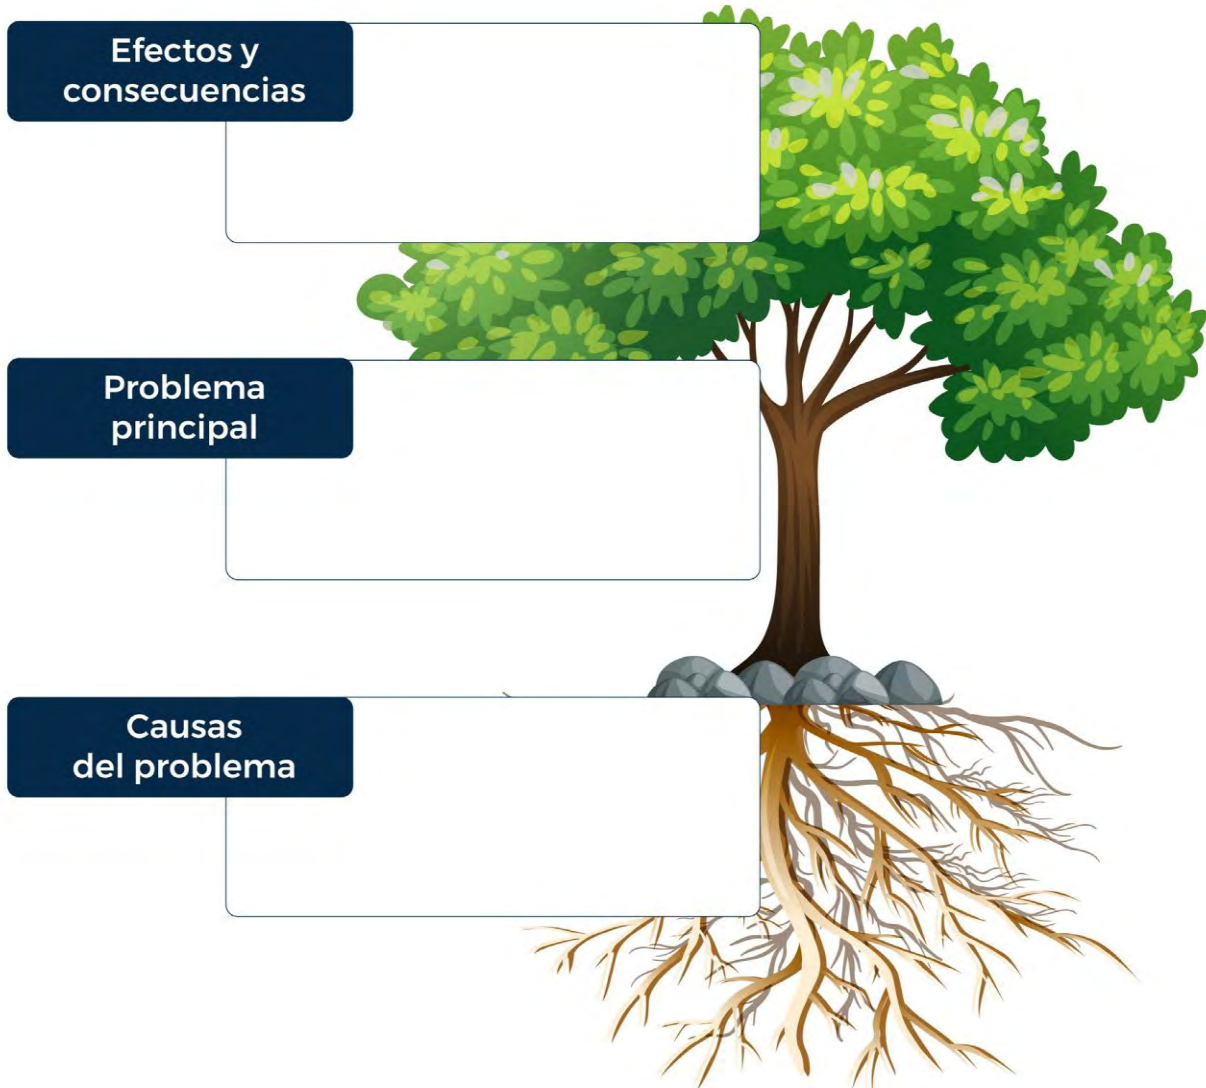 Efectos y
consecuencias
Problema
principal
Causas
del problema